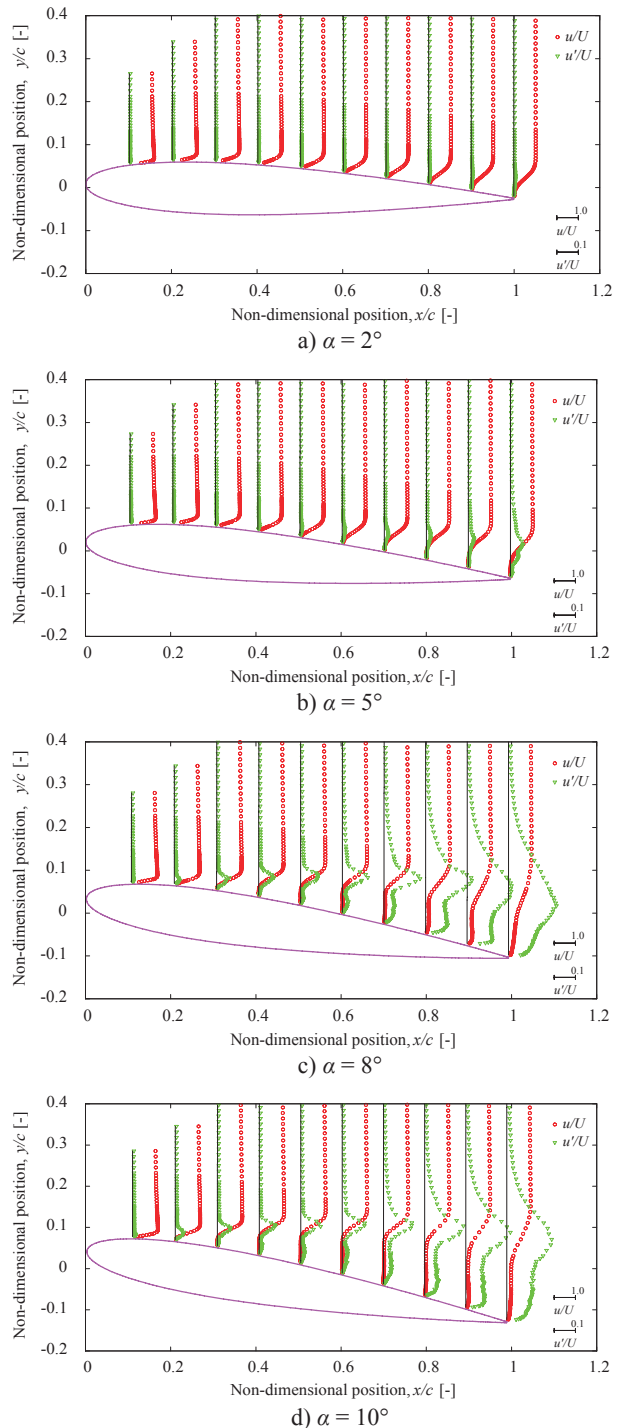 0.4
0.3
0.2
0.1
0
-0.1
-0.2
Non-dimensional position, y/c [-]
u/U
u'/U
1.0
u/U
0.1
u'/U
0 0.2 0.4 0.6 0.8 1 1.2
Non-dimensional position, x/c [-]
a) α = 2°
0.4
0.3
0.2
0.1
0
-0.1
-0.2
Non-dimensional position, y/c [-]
u/U
u'/U
1.0
u/U
0.1
u'/U
0 0.2 0.4 0.6 0.8 1 1.2
Non-dimensional position, x/c [-]
b) α = 5°
0.4
0.3
0.2
0.1
0
-0.1
-0.2
Non-dimensional position, y/c [-]
u/U
u'/U
1.0
u/U
0.1
u'/U
0 0.2 0.4 0.6 0.8 1 1.2
Non-dimensional position, x/c [-]
c) α = 8°
0.4
0.3
0.2
0.1
0
-0.1
-0.2
Non-dimensional position, y/c [-]
u/U
u'/U
1.0
u/U
0.1
u'/U
0 0.2 0.4 0.6 0.8 1 1.2
Non-dimensional position, x/c [-]
d) α = 10°